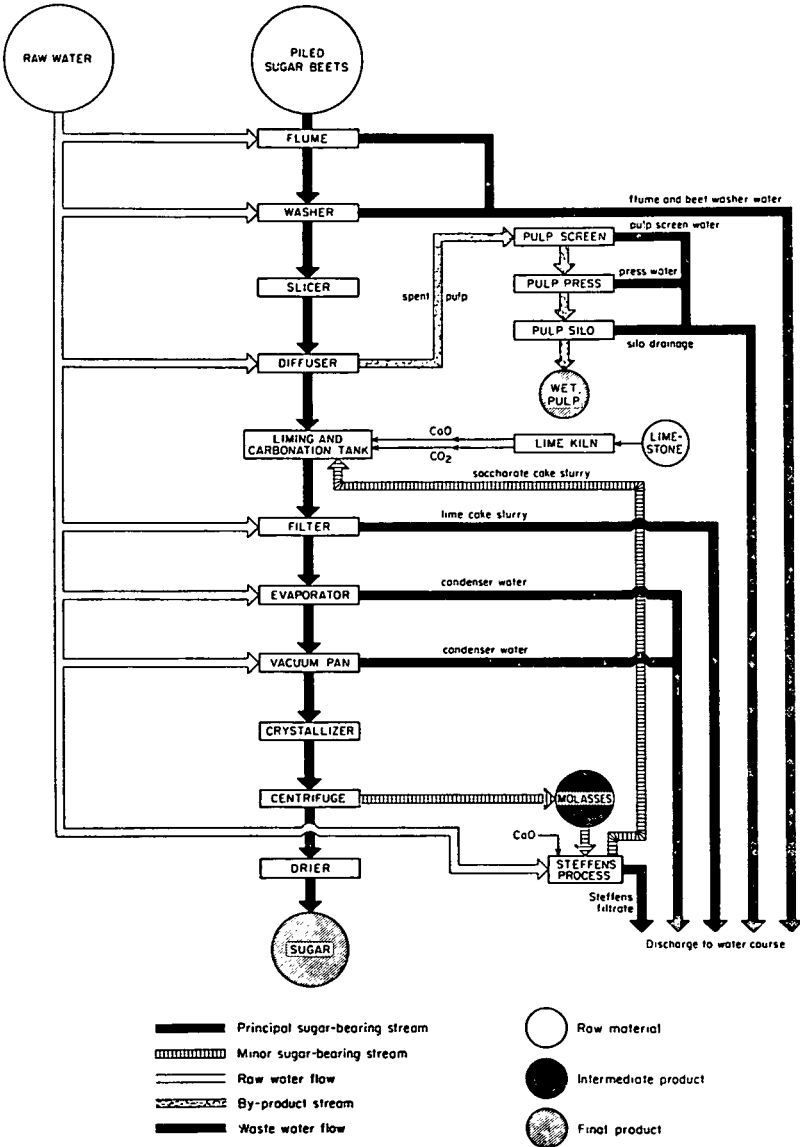 RAW WATER
PILED
SUGAR BEETS
FLUME
WASHER
flume and beet washer water
pulp screen water
PULP SCREEN
press water
SLICER
PULP PRESS
spent pulp
PULP SILO
silo drainage
DIFFUSER
WET
PULP
LIMING AND
CARBONATION TANK
CaO
CO2
LIME KILN
LIME-
STONE
saccharate cake slurry
lime cake slurry
FILTER
condenser water
EVAPORATOR
condenser water
VACUUM PAN
CRYSTALLIZER
CENTRIFUGE
MOLASSES
CaO
DRIER
STEFFENS
PROCESS
Steffens
filtrate
SUGAR
Discharge to water course
Principal sugar-bearing stream
Minor sugar-bearing stream
Raw water flow
By-product stream
Waste water flow
Raw material
Intermediate product
Final product